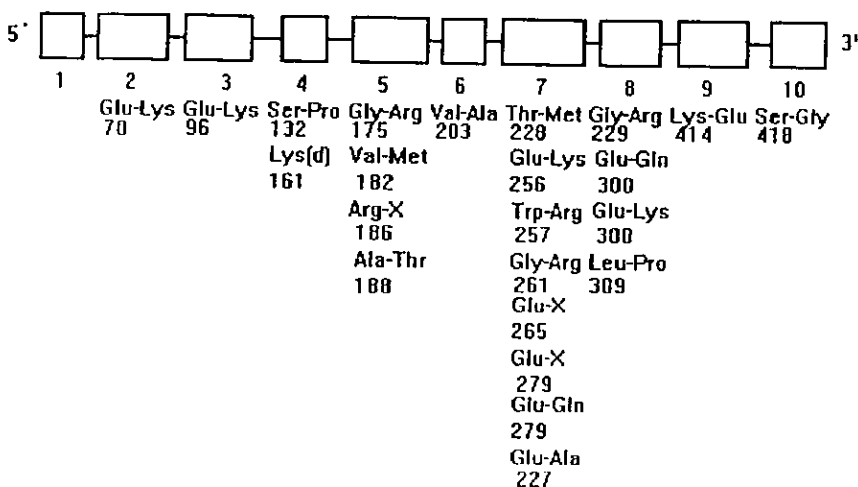 5' 3'
1 2 3 4 5 6 7 8 9 10
Glu-Lys Glu-Lys Ser-Pro Gly-Arg Val-Ala Thr-Met Gly-Arg Lys-Glu Ser-Gly
70 96 132 175 203 228 229 414 418
Lys(d) Val-Met Glu-Lys Glu-Gln
161 182 256 300
Arg-X Trp-Arg Glu-Lys
186 257 308
Ala-Thr Gly-Arg Leu-Pro
188 261 309
Glu-X
265
Glu-X
279
Glu-Gln
279
Glu-Ala
227